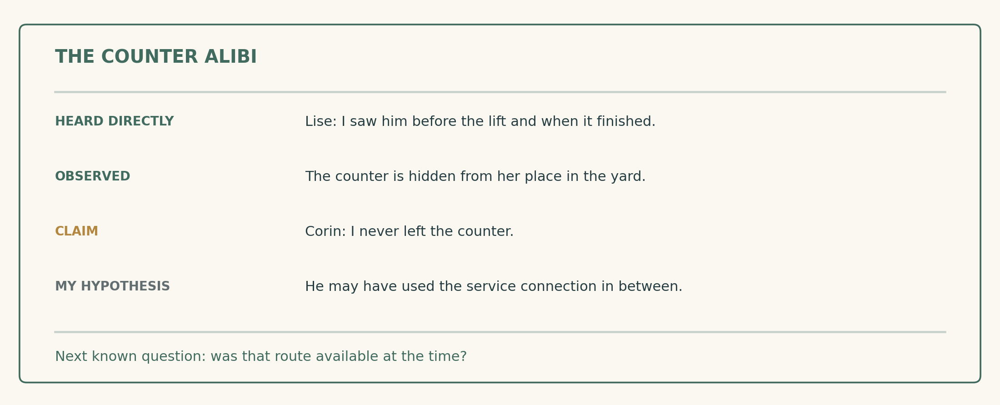 THE COUNTER ALIBI
HEARD DIRECTLY Lise: I saw him before the lift and when it finished.
OBSERVED The counter is hidden from her place in the yard.
CLAIM Corin: I never left the counter.
MY HYPOTHESIS He may have used the service connection in between.
Next known question: was that route available at the time?